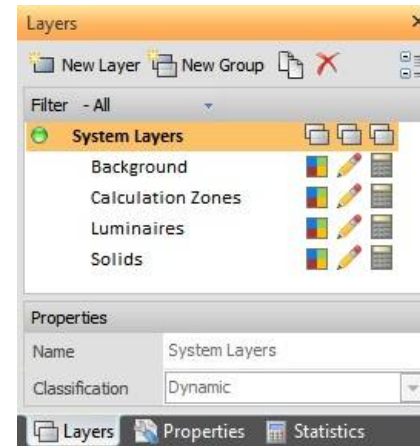 Layers
New Layer New Group
Filter - All
System Layers
Background
Calculation Zones
Luminaires
Solids
Properties
Name System Layers
Classification Dynamic
Layers Properties Statistics